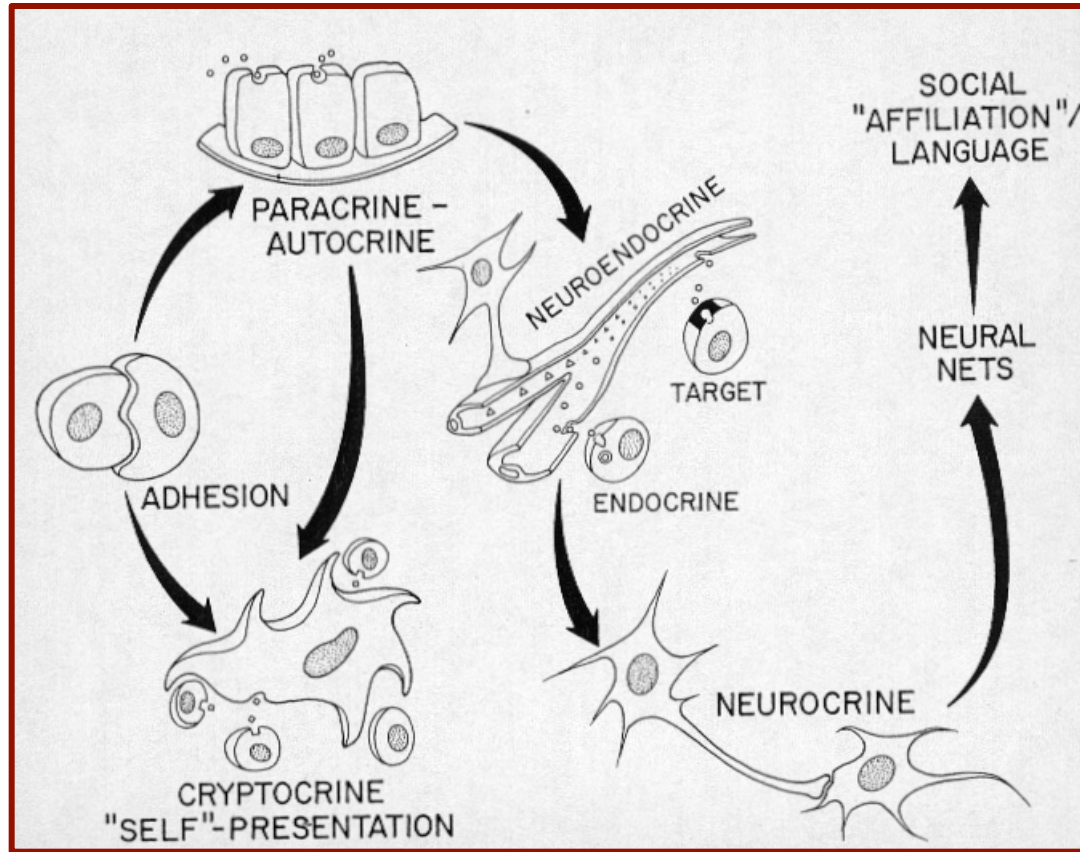 PARACRINE –
AUTOCRINE
ADHESION
CRYPTOCRINE
"SELF"-PRESENTATION
NEUROENDOCRINE
TARGET
ENDOCRINE
NEUROCRINE
SOCIAL
"AFFILIATION"/
LANGUAGE
NEURAL
NETS